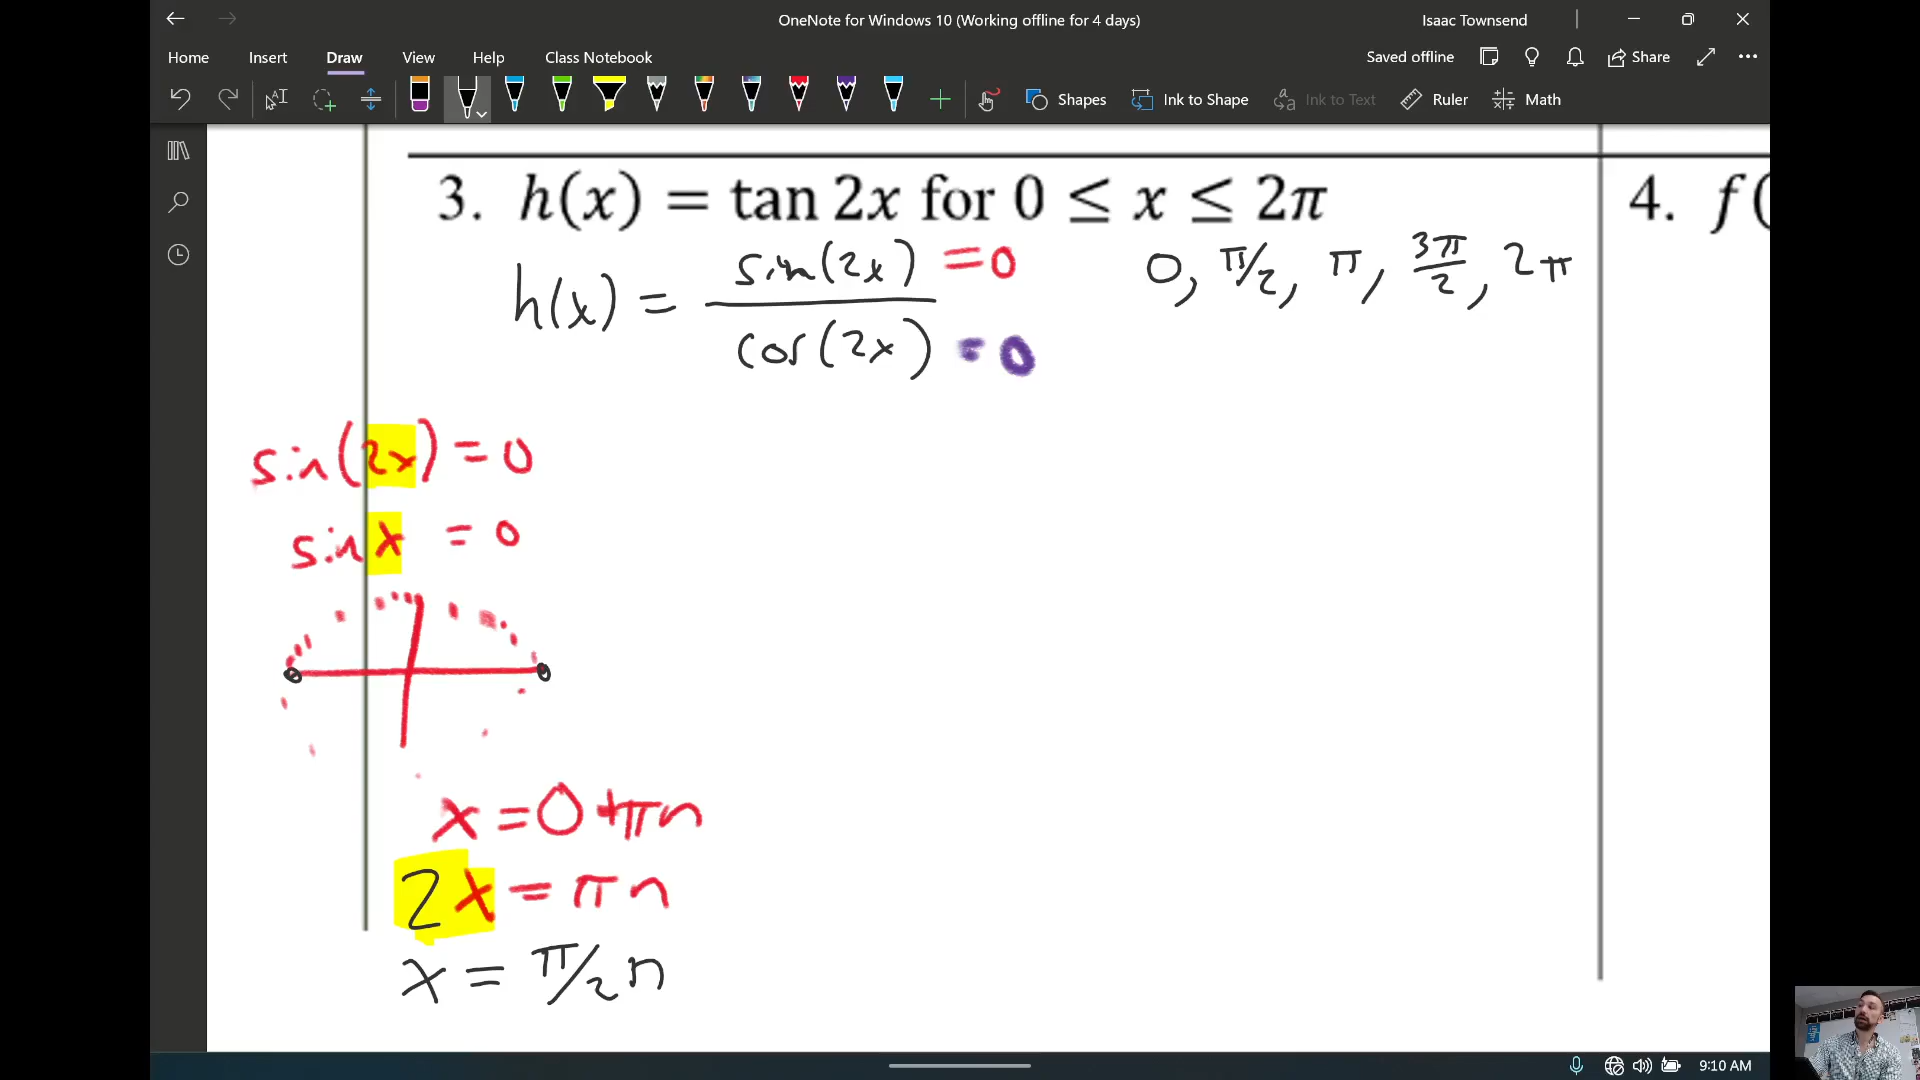 OneNote for Windows 10 (Working offline for 4 days)
Isaac Townsend
Home Insert Draw View Help Class Notebook
Saved offline Share
Shapes Ink to Shape Ink to Text Ruler Math
3. h(x) = tan 2x for 0 ≤ x ≤ 2π
4. f(
h(x) = sin(2x) / cos(2x)
= 0
= 0
0, π/2, π, 3π/2, 2π
sin(2x) = 0
sin x = 0
x = 0 + πn
2x = πn
x = π/2 n
9:10 AM